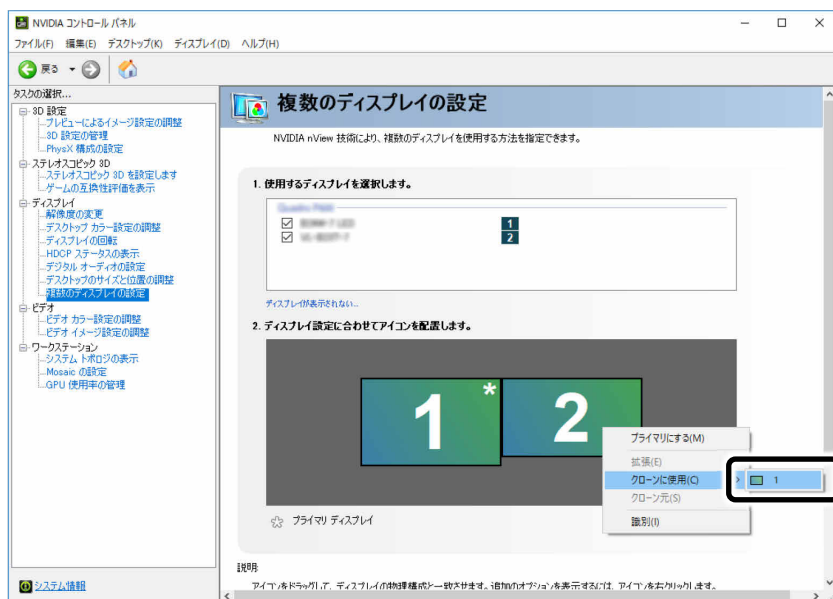 NVIDIA コントロール パネル
ファイル(F) 編集(E) デスクトップ(K) ディスプレイ(D) ヘルプ(H)
戻る
タスクの選択...
3D 設定
プレビューによるイメージ設定の調整
3D 設定の管理
PhysX 構成の設定
ステレオスコピック 3D
ステレオスコピック 3D を設定します
ゲームの互換性評価を表示
ディスプレイ
解像度の変更
デスクトップ カラー設定の調整
ディスプレイの回転
HDCP ステータスの表示
デジタル オーディオの設定
デスクトップのサイズと位置の調整
複数のディスプレイの設定
ビデオ
ビデオ カラー設定の調整
ビデオ イメージ設定の調整
ワークステーション
システム トポロジの表示
Mosaic の設定
GPU 使用率の管理
システム情報
複数のディスプレイの設定
NVIDIA nView 技術により、複数のディスプレイを使用する方法を指定できます。
1. 使用するディスプレイを選択します。
1
2
ディスプレイが表示されない...
2. ディスプレイ設定に合わせてアイコンを配置します。
1 * 2
プライマリにする(M)
拡張(E)
クローンに使用(C) > 1
クローン元(S)
識別(I)
プライマリ ディスプレイ
説明:
アイコンをドラッグして、ディスプレイの物理構成と一致させます。追加のオプションを表示するには、アイコンを右クリックします。